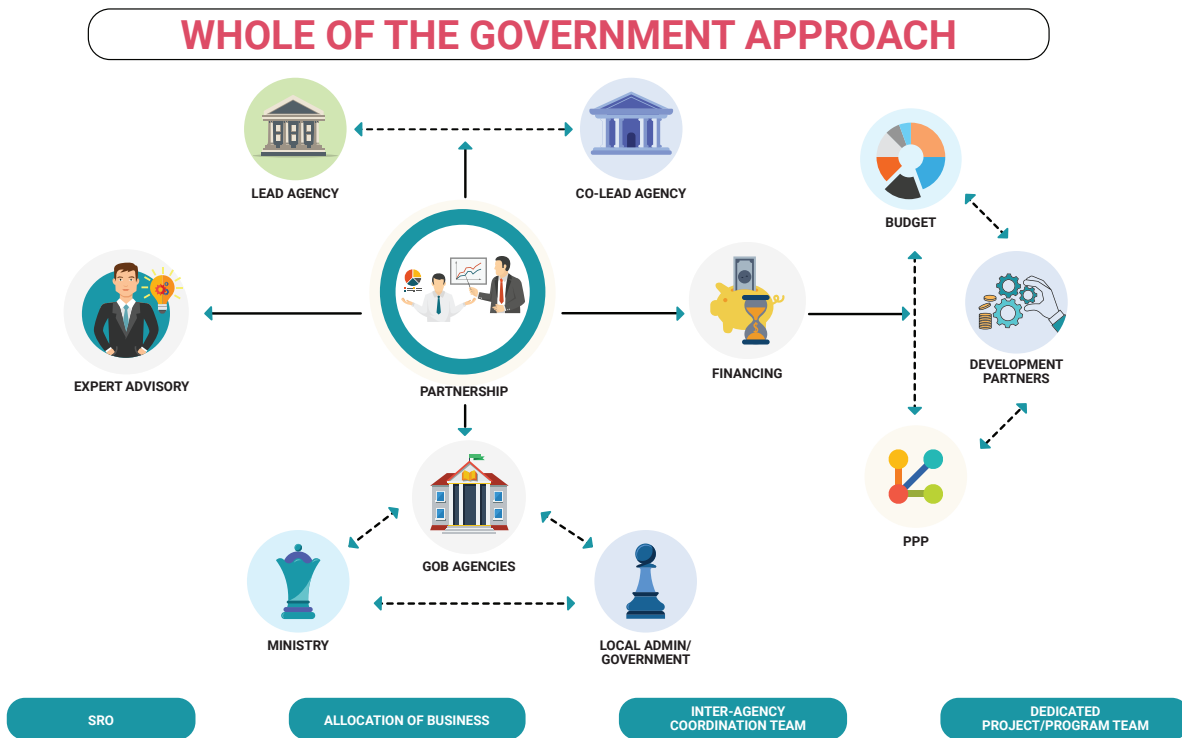 WHOLE OF THE GOVERNMENT APPROACH
LEAD AGENCY
CO-LEAD AGENCY
BUDGET
EXPERT ADVISORY
PARTNERSHIP
FINANCING
DEVELOPMENT
PARTNERS
GOB AGENCIES
PPP
MINISTRY
LOCAL ADMIN/
GOVERNMENT
SRO
ALLOCATION OF BUSINESS
INTER-AGENCY
COORDINATION TEAM
DEDICATED
PROJECT/PROGRAM TEAM